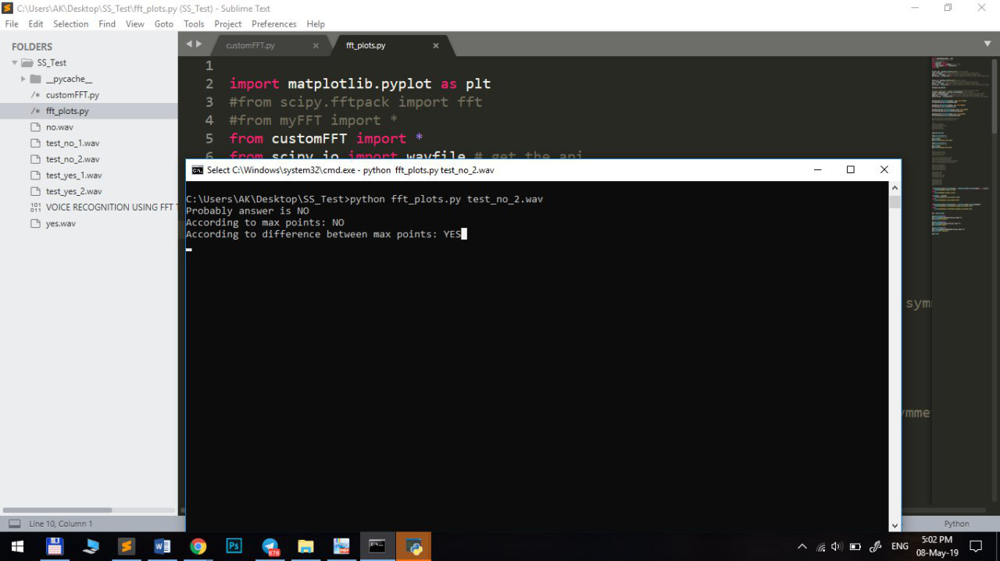 C:\Users\AK\Desktop\SS_Test\fft_plots.py (SS_Test) - Sublime Text
File Edit Selection Find View Goto Tools Project Preferences Help
FOLDERS
SS_Test
__pycache__
customFFT.py
fft_plots.py
no.wav
test_no_1.wav
test_no_2.wav
test_yes_1.wav
test_yes_2.wav
VOICE RECOGNITION USING FFT
yes.wav
customFFT.py
fft_plots.py
1
2 import matplotlib.pyplot as plt
3 #from scipy.fftpack import fft
4 #from myFFT import *
5 from customFFT import *
6 from scipy.io import wavfile # get the api
Select C:\Windows\system32\cmd.exe - python fft_plots.py test_no_2.wav
C:\Users\AK\Desktop\SS_Test>python fft_plots.py test_no_2.wav
Probably answer is NO
According to max points: NO
According to difference between max points: YES
Line 10, Column 1
Python
Ps
ENG
5:02 PM
08-May-19